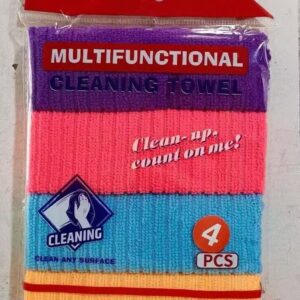 MULTIFUNCTIONAL
CLEANING TOWEL
Clean-up,
count on me!
CLEANING
CLEAN ANY SURFACE
4
PCS